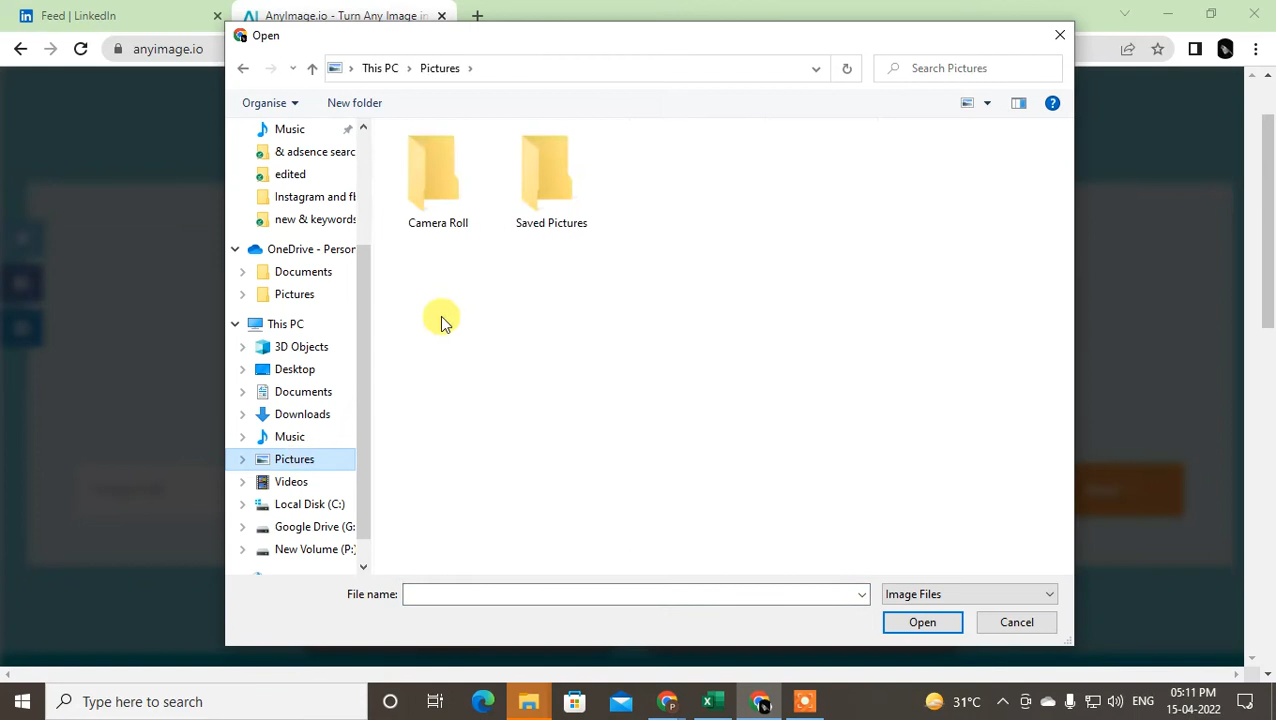 Feed | LinkedIn
AnyImage.io - Turn Any Image in
anyimage.io
Open
This PC
Pictures
Search Pictures
Organise
New folder
Music
& adsence searc
edited
Instagram and fl
new & keywords
OneDrive - Person
Documents
Pictures
This PC
3D Objects
Desktop
Documents
Downloads
Music
Pictures
Videos
Local Disk (C:)
Google Drive (G:
New Volume (P:)
Camera Roll
Saved Pictures
File name:
Image Files
Open
Cancel
Type here to search
31°C
ENG
05:11 PM
15-04-2022